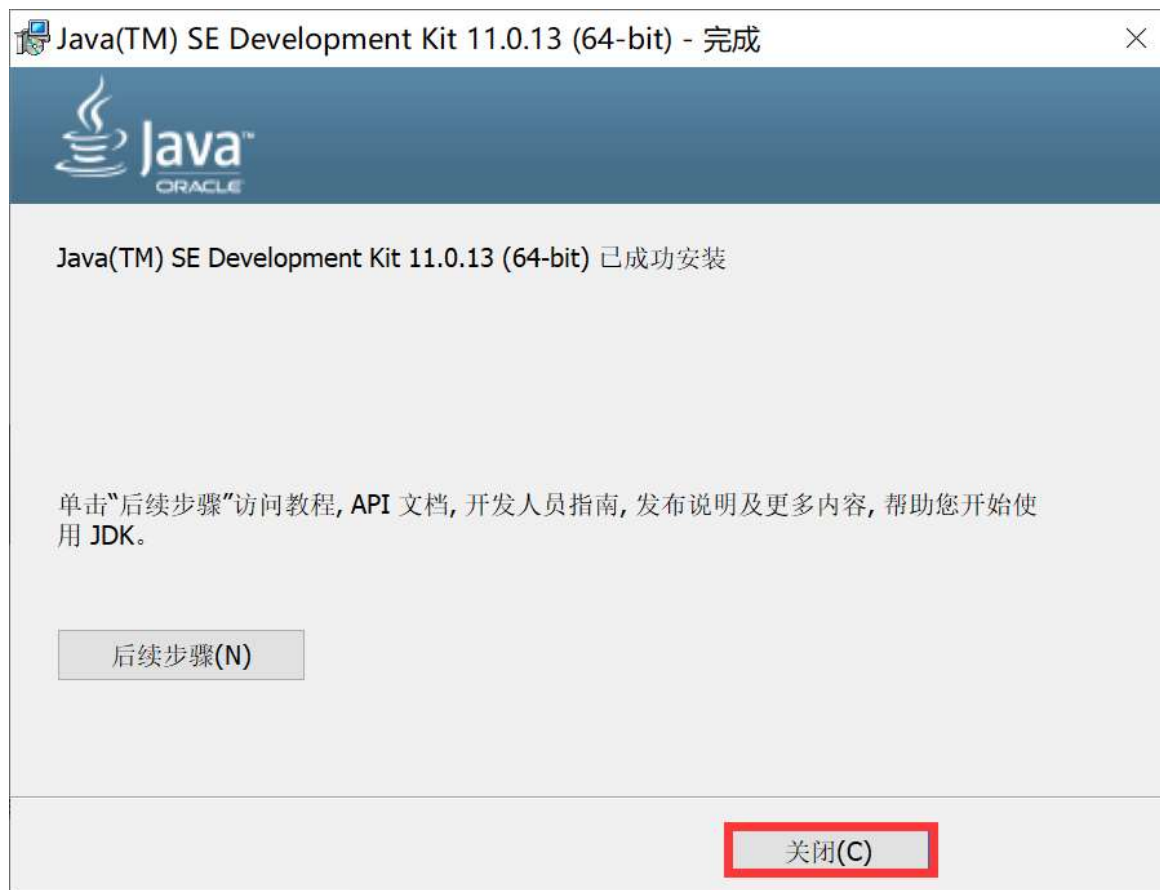 Java(TM) SE Development Kit 11.0.13 (64-bit) - 完成
Java™
ORACLE
Java(TM) SE Development Kit 11.0.13 (64-bit) 已成功安装
单击“后续步骤”访问教程, API 文档, 开发人员指南, 发布说明及更多内容, 帮助您开始使
用 JDK。
后续步骤(N)
关闭(C)